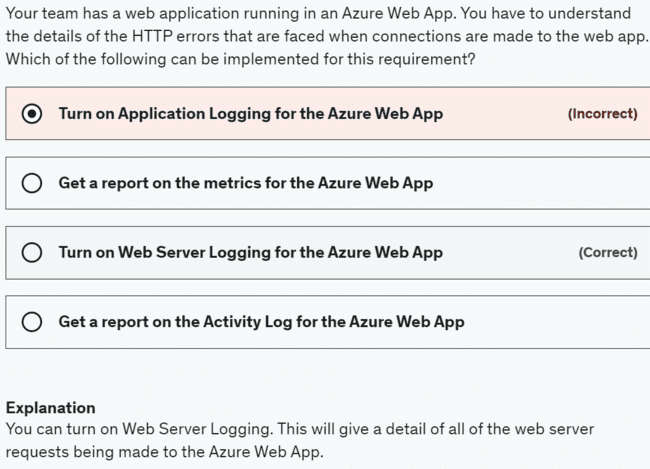 Your team has a web application running in an Azure Web App. You have to understand
the details of the HTTP errors that are faced when connections are made to the web app.
Which of the following can be implemented for this requirement?
Turn on Application Logging for the Azure Web App (Incorrect)
Get a report on the metrics for the Azure Web App
Turn on Web Server Logging for the Azure Web App (Correct)
Get a report on the Activity Log for the Azure Web App
Explanation
You can turn on Web Server Logging. This will give a detail of all of the web server
requests being made to the Azure Web App.